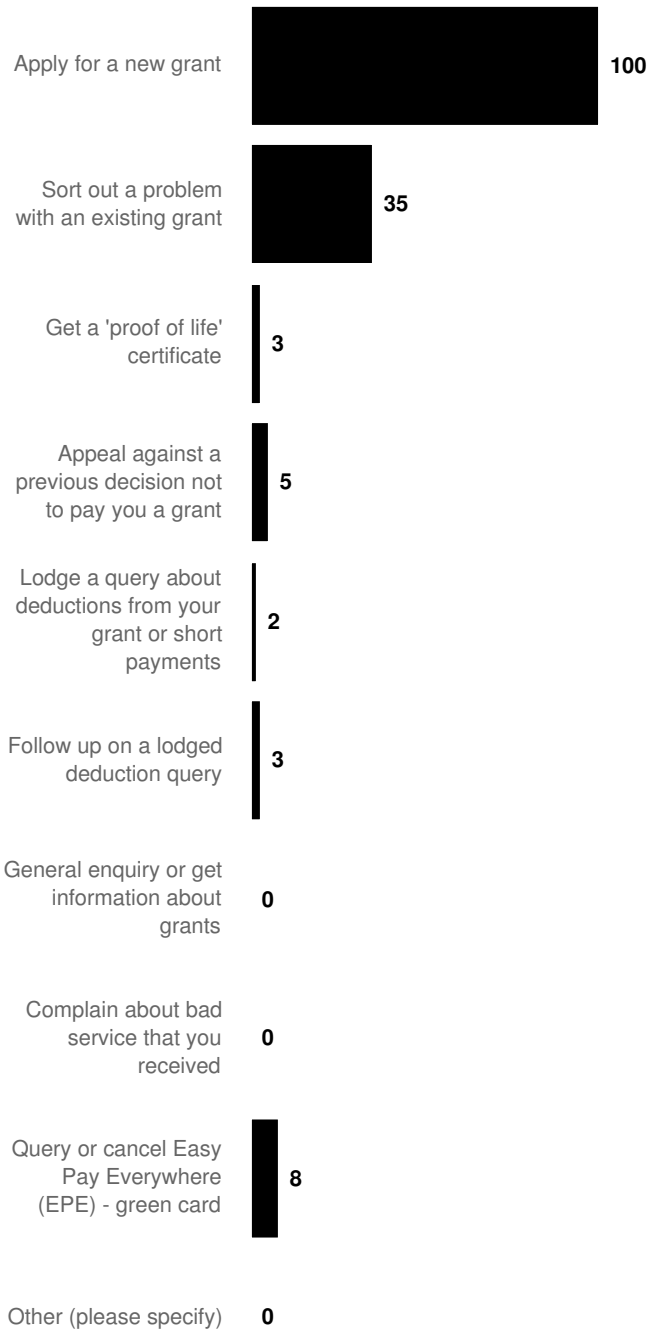 Apply for a new grant
100
Sort out a problem
with an existing grant
35
Get a 'proof of life'
certificate
3
Appeal against a
previous decision not
to pay you a grant
5
Lodge a query about
deductions from your
grant or short
payments
2
Follow up on a lodged
deduction query
3
General enquiry or get
information about
grants
0
Complain about bad
service that you
received
0
Query or cancel Easy
Pay Everywhere
(EPE) - green card
8
Other (please specify)
0